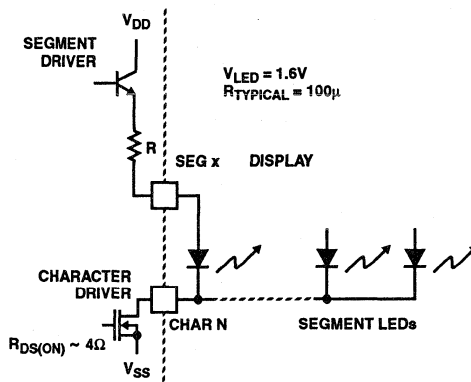 VDD
SEGMENT
DRIVER
VLED = 1.6V
RTYPICAL = 100μ
R
SEG x DISPLAY
CHARACTER
DRIVER
CHAR N SEGMENT LEDs
RDS(ON) ~ 4Ω
VSS